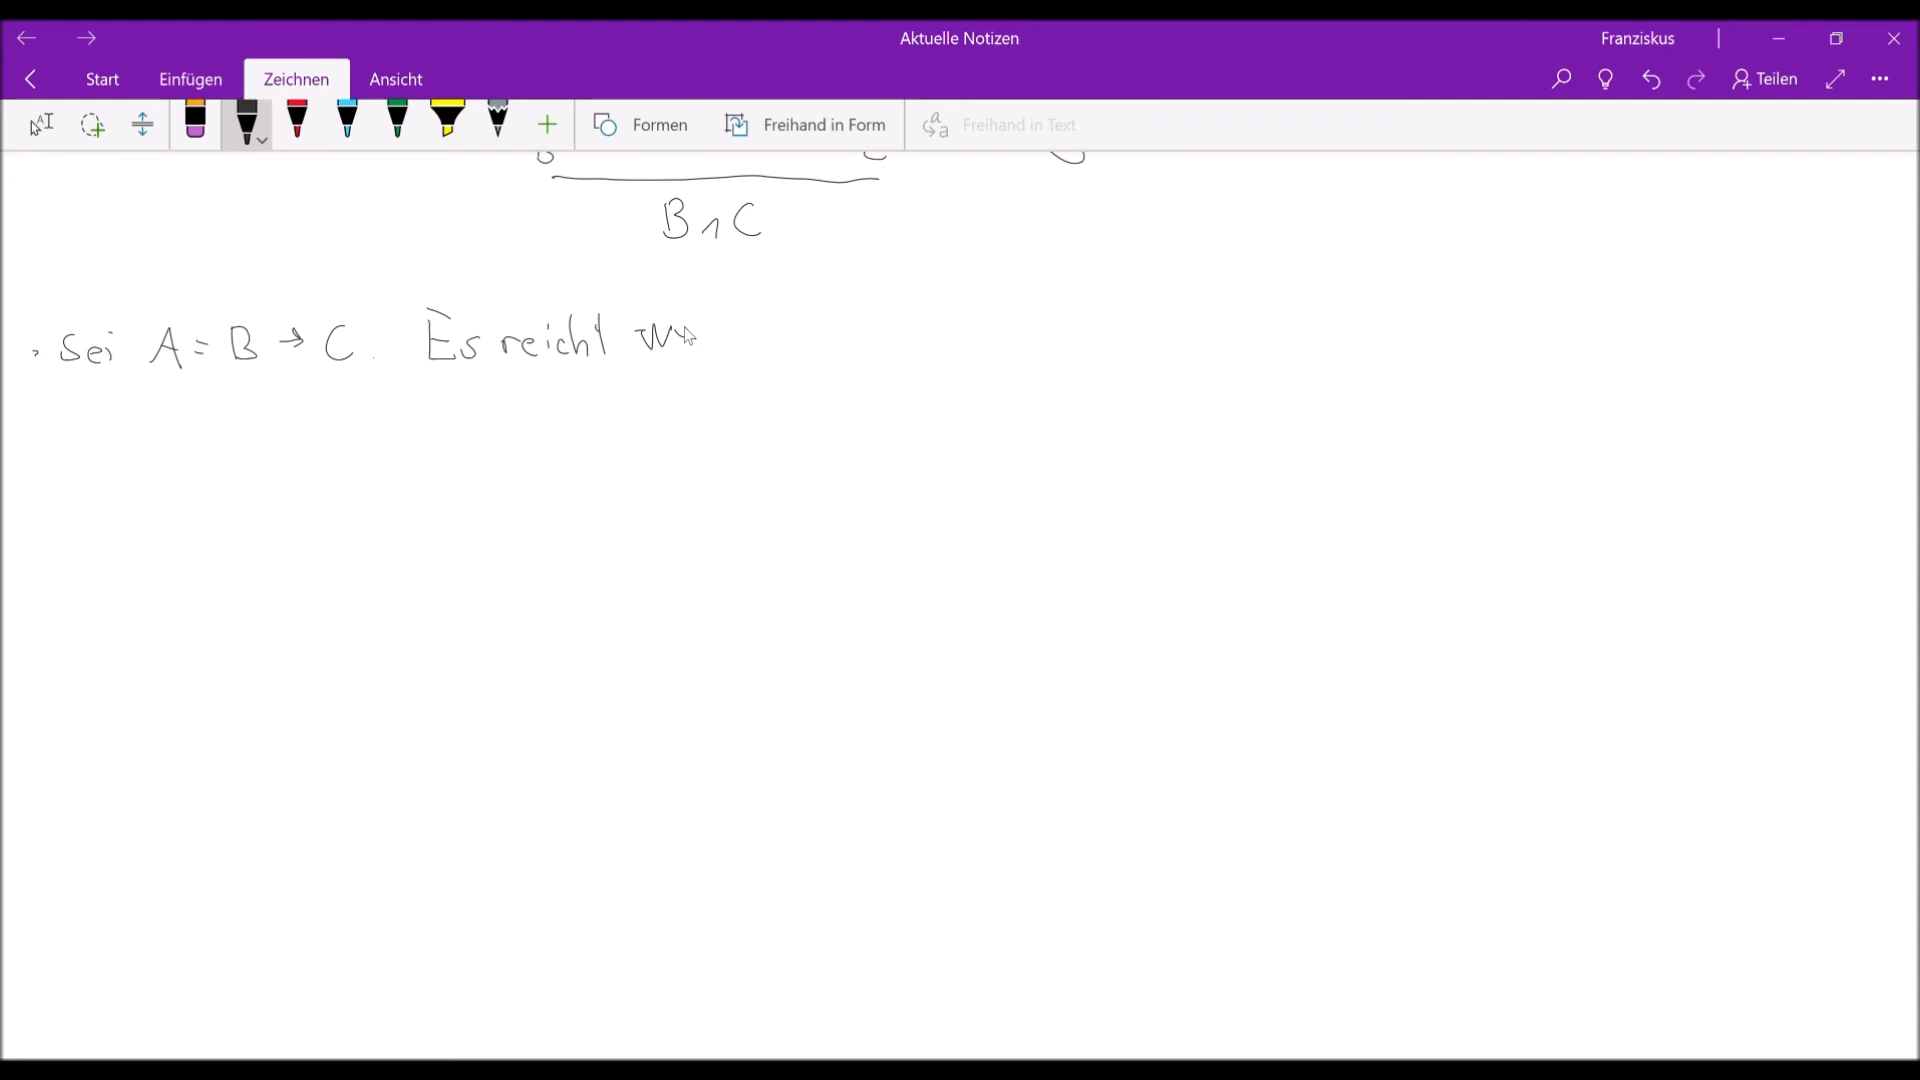 Aktuelle Notizen Franziskus
Start Einfügen Zeichnen Ansicht Teilen
Formen Freihand in Form Freihand in Text
B ∧ C
Sei A = B → C. Es reicht